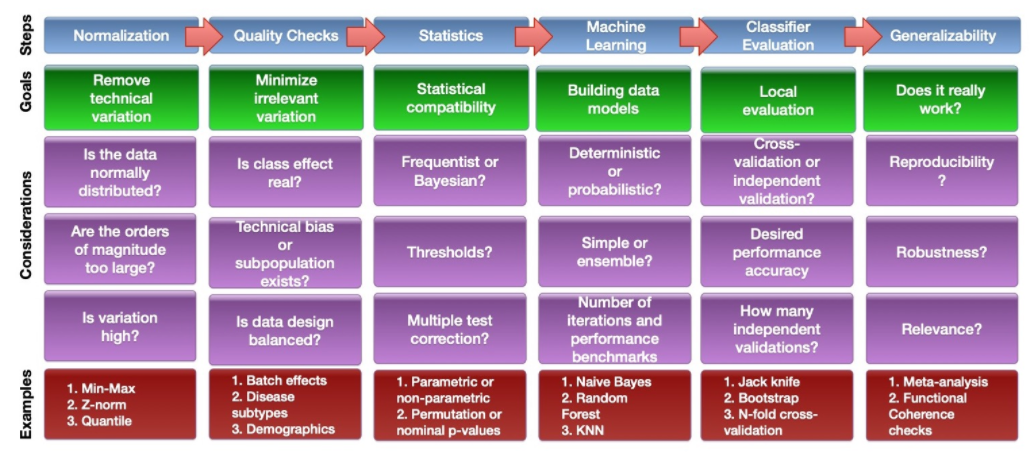 Steps
Normalization
Quality Checks
Statistics
Machine
Learning
Classifier
Evaluation
Generalizability
Goals
Remove
technical
variation
Minimize
irrelevant
variation
Statistical
compatibility
Building data
models
Local
evaluation
Does it really
work?
Considerations
Is the data
normally
distributed?
Is class effect
real?
Frequentist or
Bayesian?
Deterministic
or
probabilistic?
Cross-
validation or
independent
validation?
Reproducibility
?
Are the orders
of magnitude
too large?
Technical bias
or
subpopulation
exists?
Thresholds?
Simple or
ensemble?
Desired
performance
accuracy
Robustness?
Is variation
high?
Is data design
balanced?
Multiple test
correction?
Number of
iterations and
performance
benchmarks
How many
independent
validations?
Relevance?
Examples
1. Min-Max
2. Z-norm
3. Quantile
1. Batch effects
2. Disease
subtypes
3. Demographics
1. Parametric or
non-parametric
2. Permutation or
nominal p-values
1. Naive Bayes
2. Random
Forest
3. KNN
1. Jack knife
2. Bootstrap
3. N-fold cross-
validation
1. Meta-analysis
2. Functional
Coherence
checks